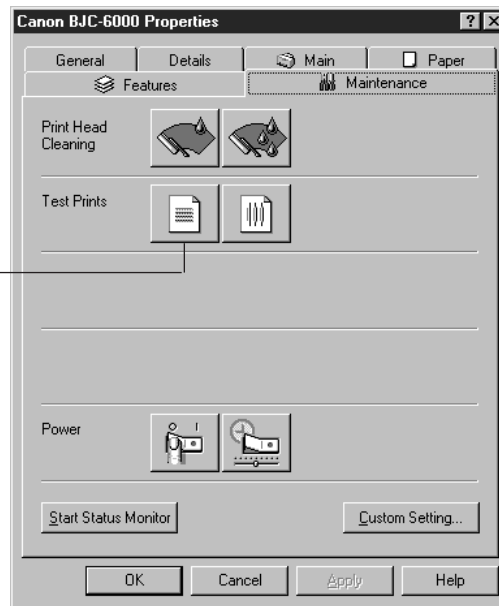 Canon BJC-6000 Properties
General Details Main Paper
Features Maintenance
Print Head
Cleaning
Test Prints
Power
Start Status Monitor Custom Setting...
OK Cancel Apply Help